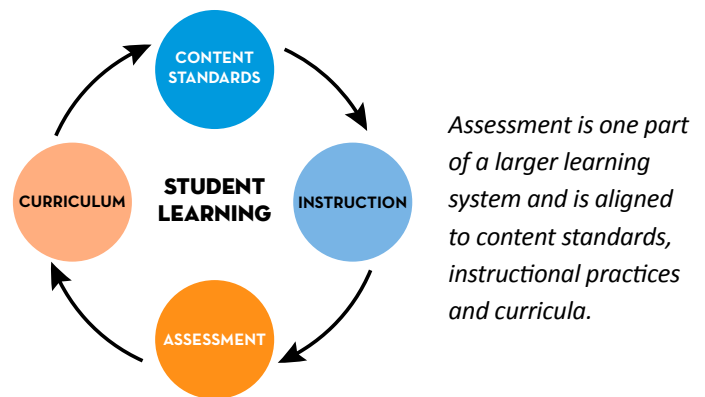 CONTENT
STANDARDS
CURRICULUM
STUDENT
LEARNING
INSTRUCTION
ASSESSMENT
Assessment is one part
of a larger learning
system and is aligned
to content standards,
instructional practices
and curricula.